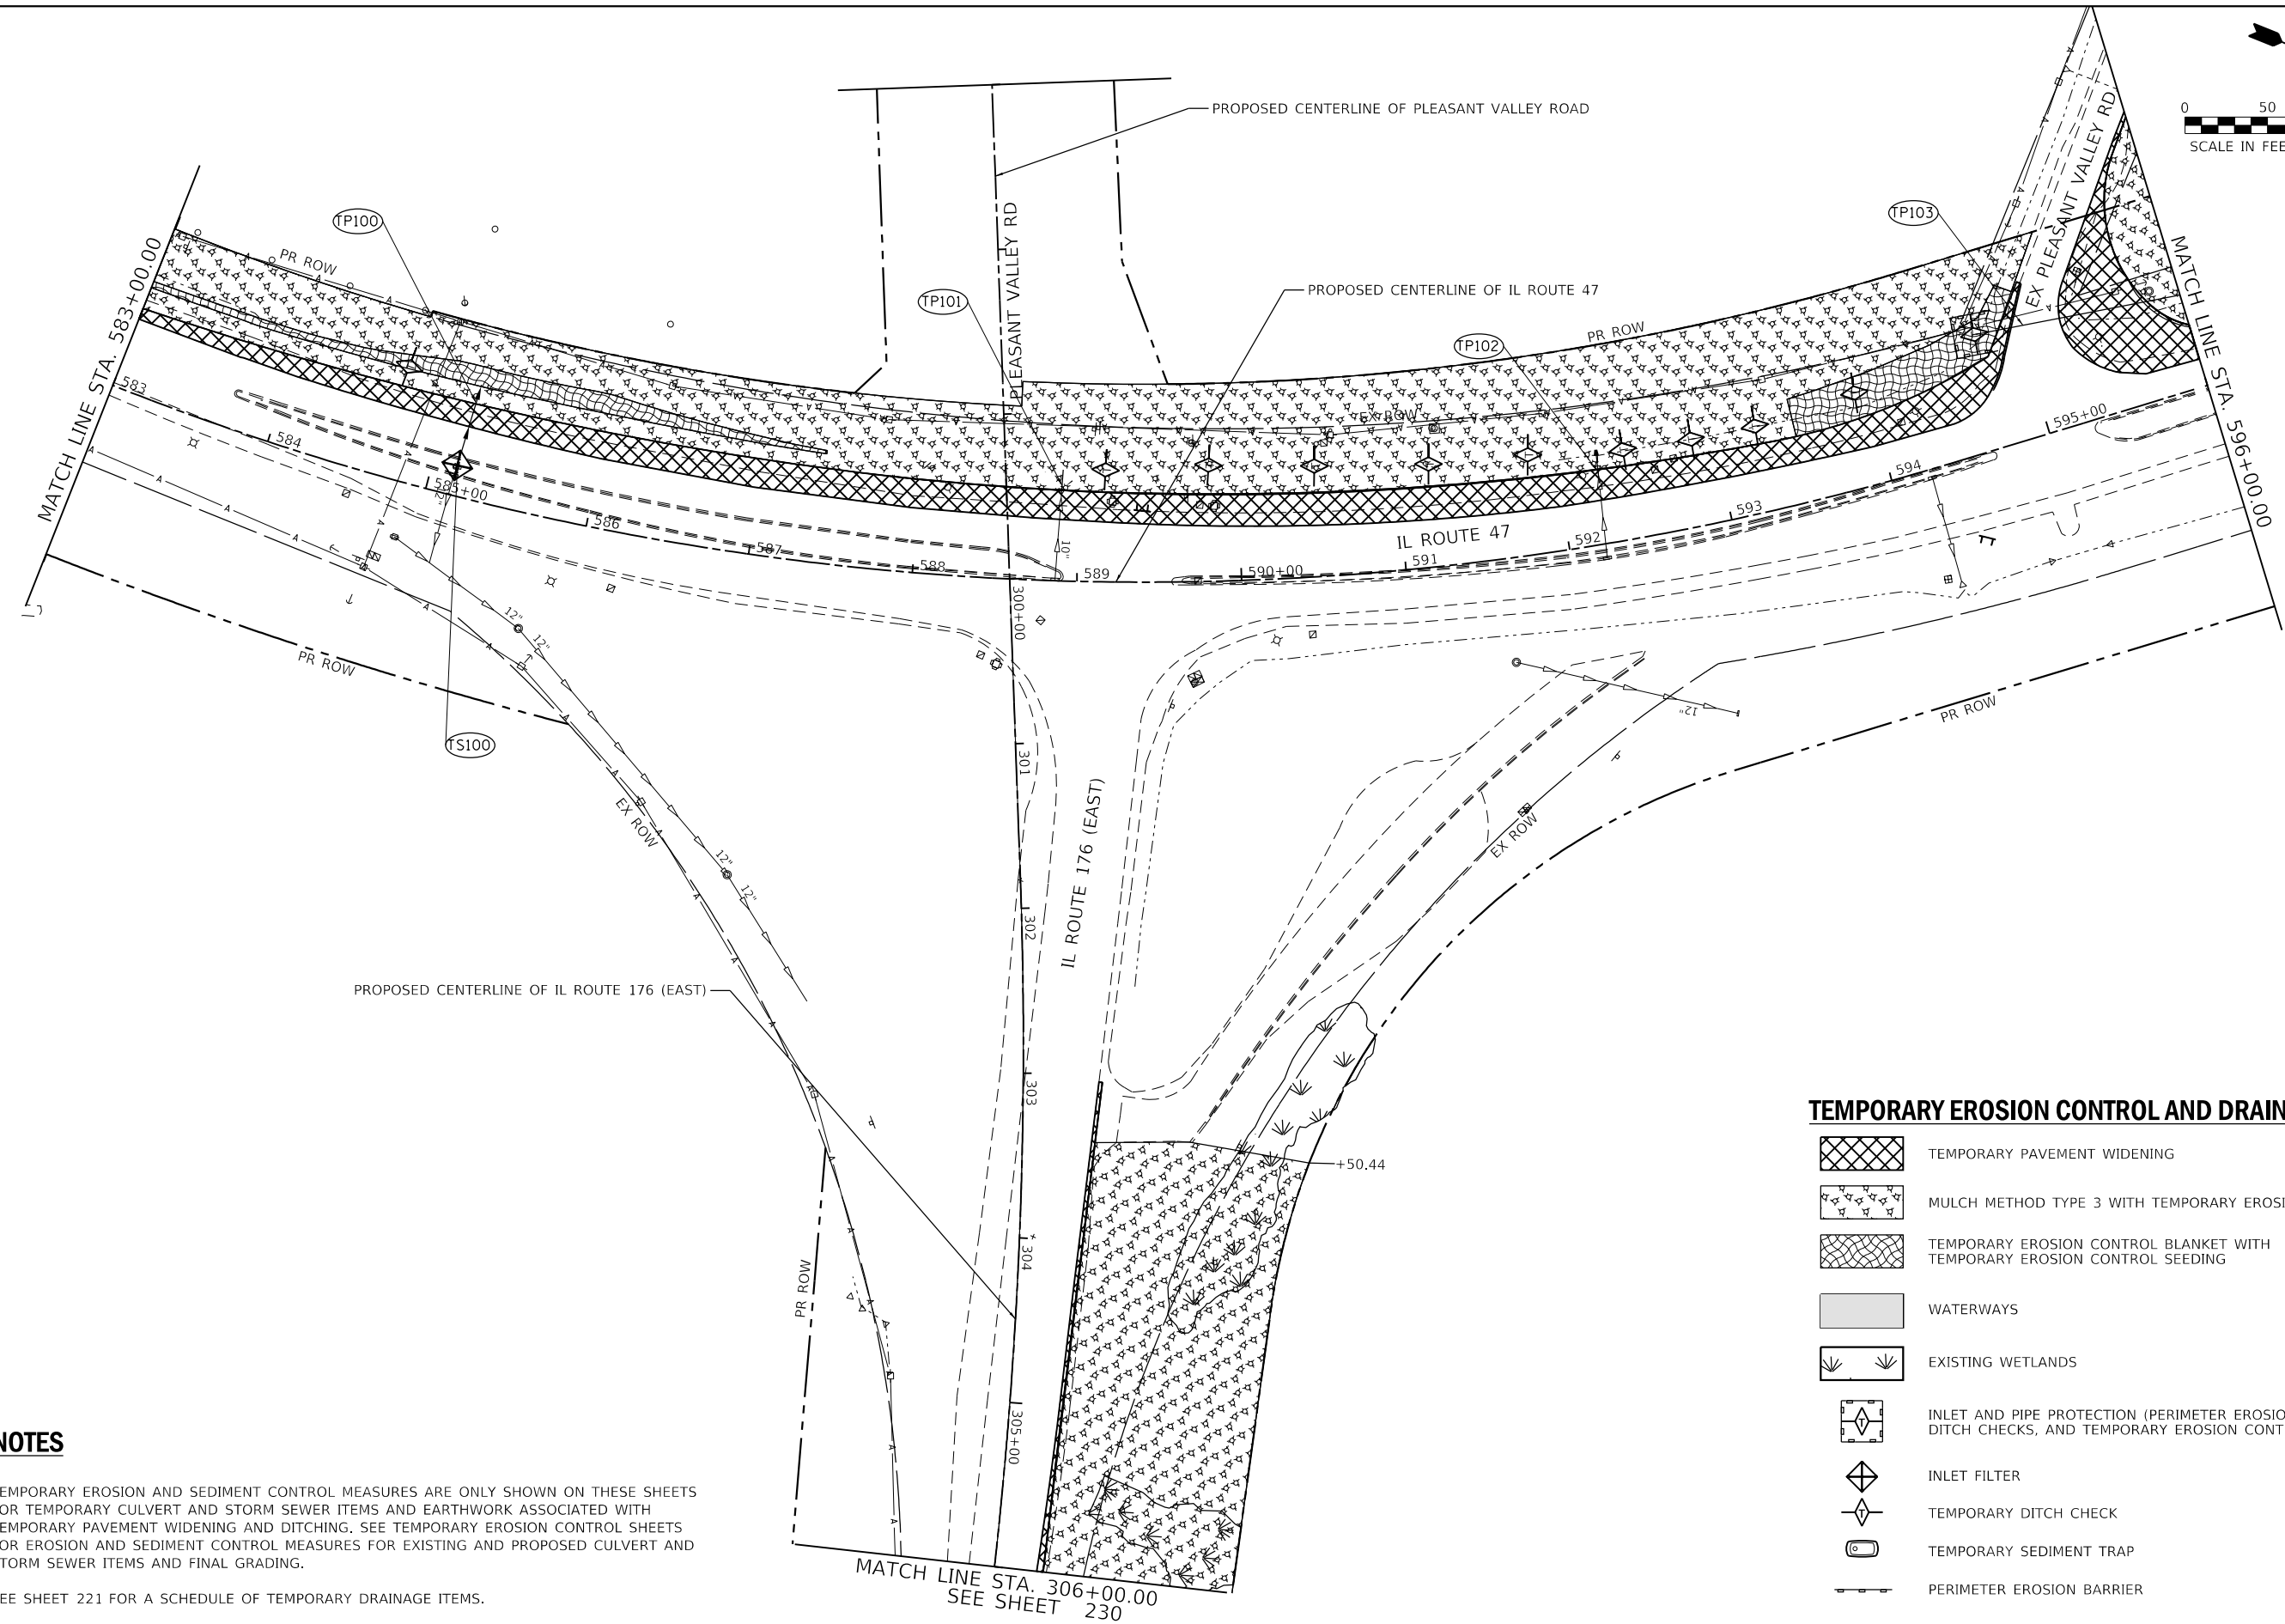 PROPOSED CENTERLINE OF PLEASANT VALLEY ROAD
0 50
SCALE IN FEE
TP100
PR ROW
PLEASANT VALLEY RD
TP101
PROPOSED CENTERLINE OF IL ROUTE 47
TP102
PR ROW
TP103
EX PLEASANT VALLEY RD
MATCH LINE STA. 583+00.00
MATCH LINE STA. 596+00.00
EX ROW
583
584
585+00
586
587
588
589
590+00
591
592
593
594
595+00
12"
10"
IL ROUTE 47
300+00
12"
12"
PR ROW
TS100
12"
PR ROW
301
EX ROW
IL ROUTE 176 (EAST)
EX ROW
12"
12"
302
PROPOSED CENTERLINE OF IL ROUTE 176 (EAST)
303
+50.44
304
PR ROW
305+00
MATCH LINE STA. 306+00.00
SEE SHEET 230
NOTES
EMPORARY EROSION AND SEDIMENT CONTROL MEASURES ARE ONLY SHOWN ON THESE SHEETS
OR TEMPORARY CULVERT AND STORM SEWER ITEMS AND EARTHWORK ASSOCIATED WITH
EMPORARY PAVEMENT WIDENING AND DITCHING. SEE TEMPORARY EROSION CONTROL SHEETS
OR EROSION AND SEDIMENT CONTROL MEASURES FOR EXISTING AND PROPOSED CULVERT AND
TORM SEWER ITEMS AND FINAL GRADING.
EE SHEET 221 FOR A SCHEDULE OF TEMPORARY DRAINAGE ITEMS.
TEMPORARY EROSION CONTROL AND DRAIN
TEMPORARY PAVEMENT WIDENING
MULCH METHOD TYPE 3 WITH TEMPORARY EROSI
TEMPORARY EROSION CONTROL BLANKET WITH
TEMPORARY EROSION CONTROL SEEDING
WATERWAYS
EXISTING WETLANDS
INLET AND PIPE PROTECTION (PERIMETER EROSIO
DITCH CHECKS, AND TEMPORARY EROSION CONT
INLET FILTER
TEMPORARY DITCH CHECK
TEMPORARY SEDIMENT TRAP
PERIMETER EROSION BARRIER